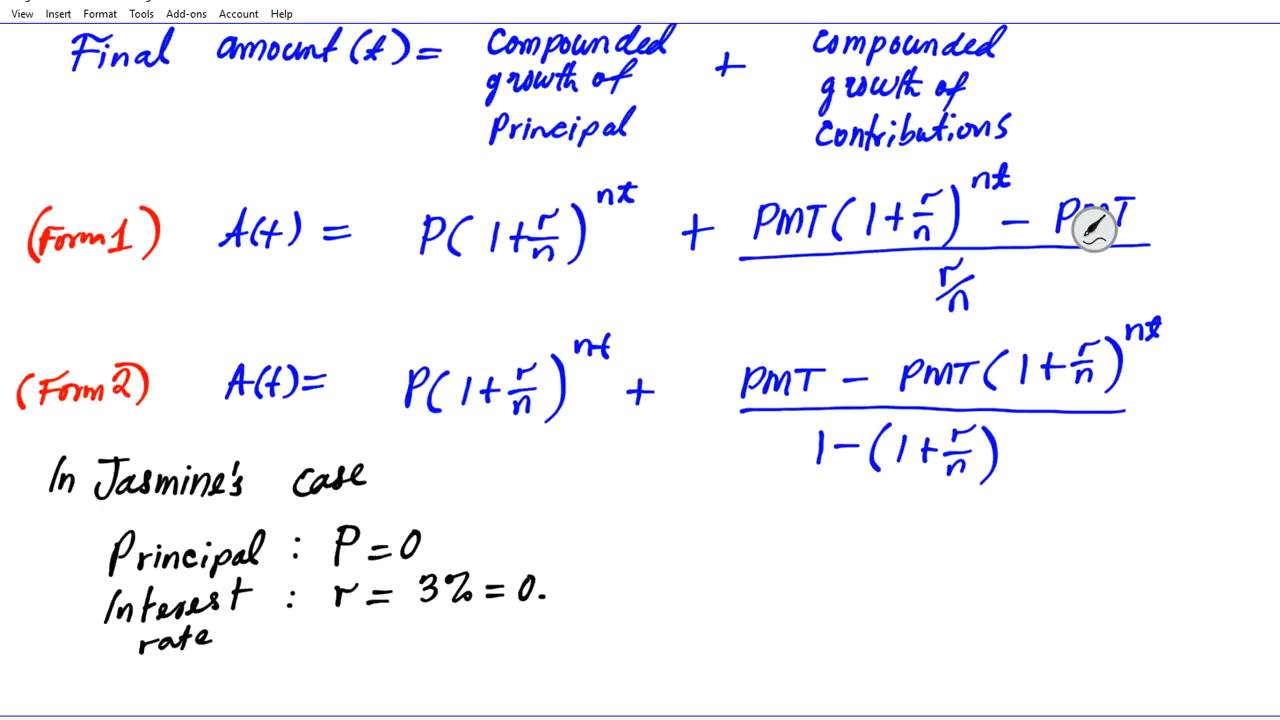 View Insert Format Tools Add-ons Account Help
Final amount (t) = Compounded growth of Principal + Compounded growth of Contributions
(Form 1) A(t) = P(1+r/n)^nt + (PMT(1+r/n)^nt − PMT) / (r/n)
(Form 2) A(t) = P(1+r/n)^nt + (PMT − PMT(1+r/n)^nt) / (1−(1+r/n))
In Jasmine's case
Principal : P = 0
Interest rate : r = 3% = 0.